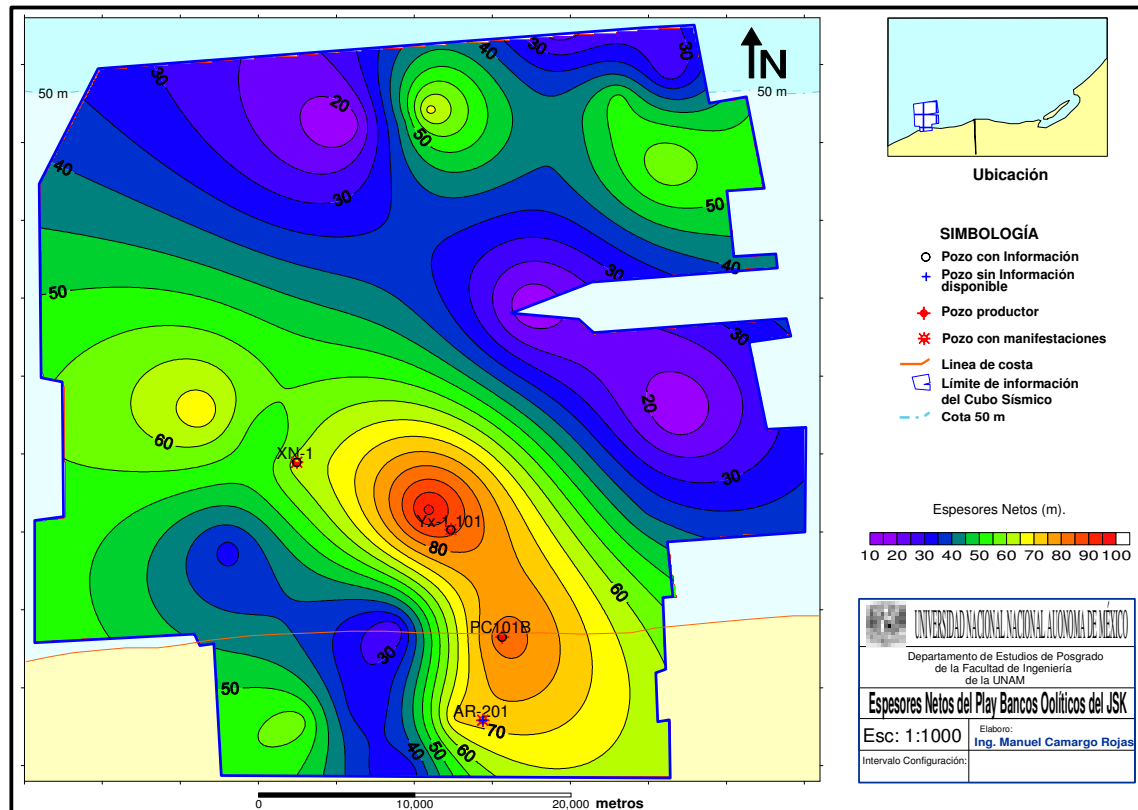 N
50 m
50 m
30
40
30
30
20
50
40
30
50
30
40
50
30
20
60
30
XN-1
Yx-1,101
80
60
PC101B
30
50
AR-201
70
40
50
60
0
10,000
20,000
metros
Ubicación
SIMBOLOGÍA
Pozo con Información
Pozo sin Información
disponible
Pozo productor
Pozo con manifestaciones
Linea de costa
Límite de información
del Cubo Sísmico
Cota 50 m
Espesores Netos (m).
10 20 30 40 50 60 70 80 90 100
UNIVERSIDAD NACIONAL NACIONAL AUTONOMA DE MÉXICO
Departamento de Estudios de Posgrado
de la Facultad de Ingeniería
de la UNAM
Espesores Netos del Play Bancos Oolíticos del JSK
Esc: 1:1000
Elaboro:
Ing. Manuel Camargo Rojas
Intervalo Configuración: